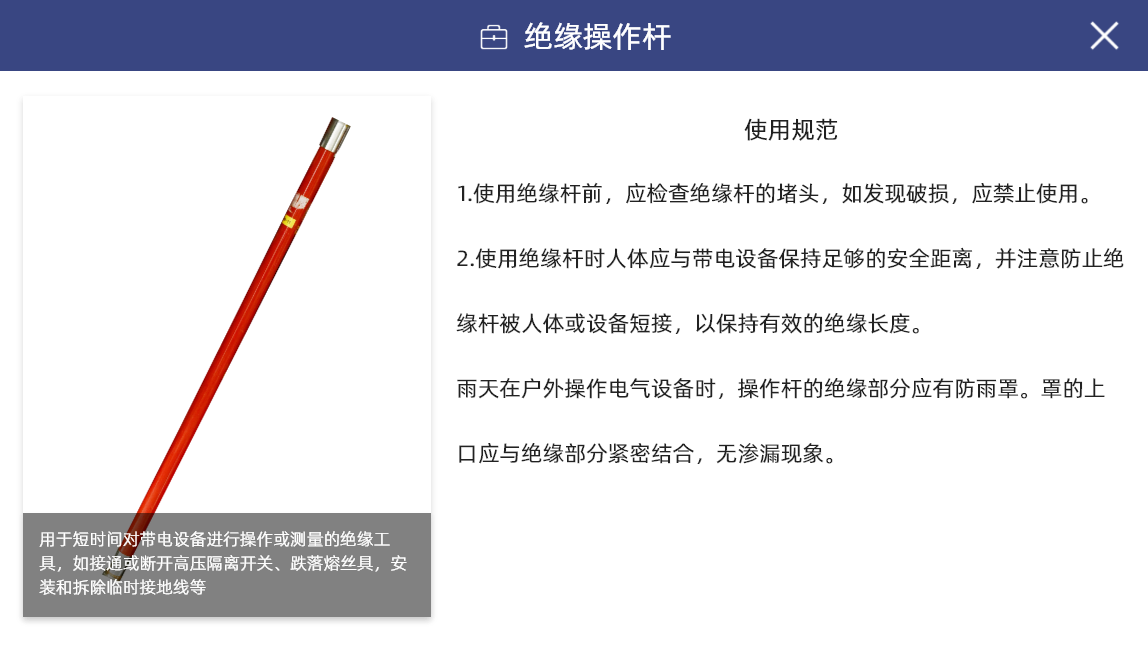 绝缘操作杆
使用规范
1.使用绝缘杆前，应检查绝缘杆的堵头，如发现破损，应禁止使用。
2.使用绝缘杆时人体应与带电设备保持足够的安全距离，并注意防止绝
缘杆被人体或设备短接，以保持有效的绝缘长度。
雨天在户外操作电气设备时，操作杆的绝缘部分应有防雨罩。罩的上
口应与绝缘部分紧密结合，无渗漏现象。
用于短时间对带电设备进行操作或测量的绝缘工
具，如接通或断开高压隔离开关、跌落熔丝具，安
装和拆除临时接地线等